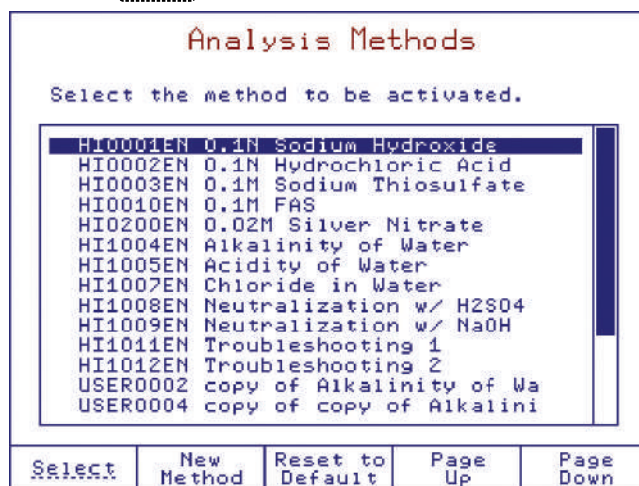 Analysis Methods
Select the method to be activated.
HI0001EN 0.1N Sodium Hydroxide
HI0002EN 0.1N Hydrochloric Acid
HI0003EN 0.1M Sodium Thiosulfate
HI0010EN 0.1M FAS
HI0200EN 0.02M Silver Nitrate
HI1004EN Alkalinity of Water
HI1005EN Acidity of Water
HI1007EN Chloride in Water
HI1008EN Neutralization w/ H2SO4
HI1009EN Neutralization w/ NaOH
HI1011EN Troubleshooting 1
HI1012EN Troubleshooting 2
USER0002 copy of Alkalinity of Wa
USER0004 copy of copy of Alkalini
Select
New Method
Reset to Default
Page Up
Page Down